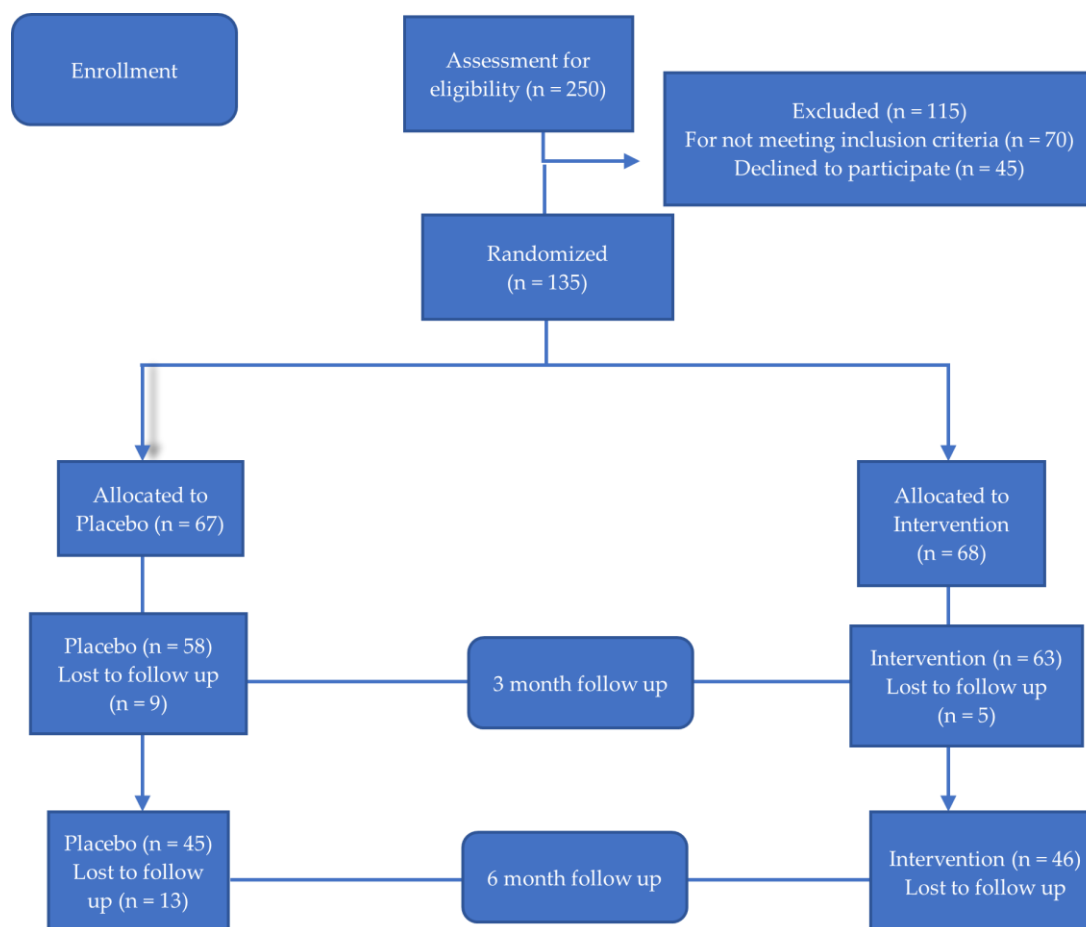 Enrollment
Assessment for
eligibility (n = 250)
Excluded (n = 115)
For not meeting inclusion criteria (n = 70)
Declined to participate (n = 45)
Randomized
(n = 135)
Allocated to
Placebo (n = 67)
Allocated to
Intervention
(n = 68)
Placebo (n = 58)
Lost to follow up
(n = 9)
3 month follow up
Intervention (n = 63)
Lost to follow up
(n = 5)
Placebo (n = 45)
Lost to follow
up (n = 13)
6 month follow up
Intervention (n = 46)
Lost to follow up